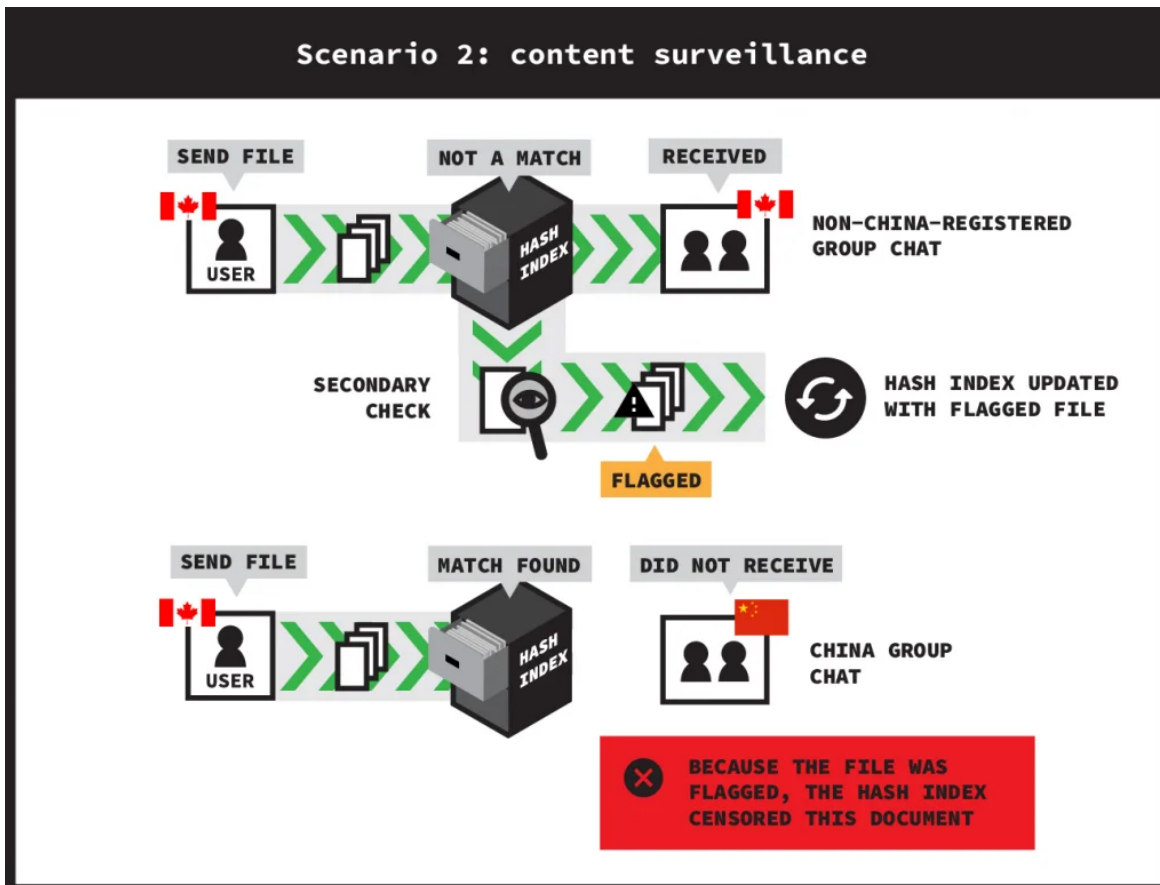 Scenario 2: content surveillance
SEND FILE
NOT A MATCH
RECEIVED
USER
HASH
INDEX
NON-CHINA-REGISTERED
GROUP CHAT
SECONDARY
CHECK
HASH INDEX UPDATED
WITH FLAGGED FILE
FLAGGED
SEND FILE
MATCH FOUND
DID NOT RECEIVE
USER
HASH
INDEX
CHINA GROUP
CHAT
BECAUSE THE FILE WAS
FLAGGED, THE HASH INDEX
CENSORED THIS DOCUMENT